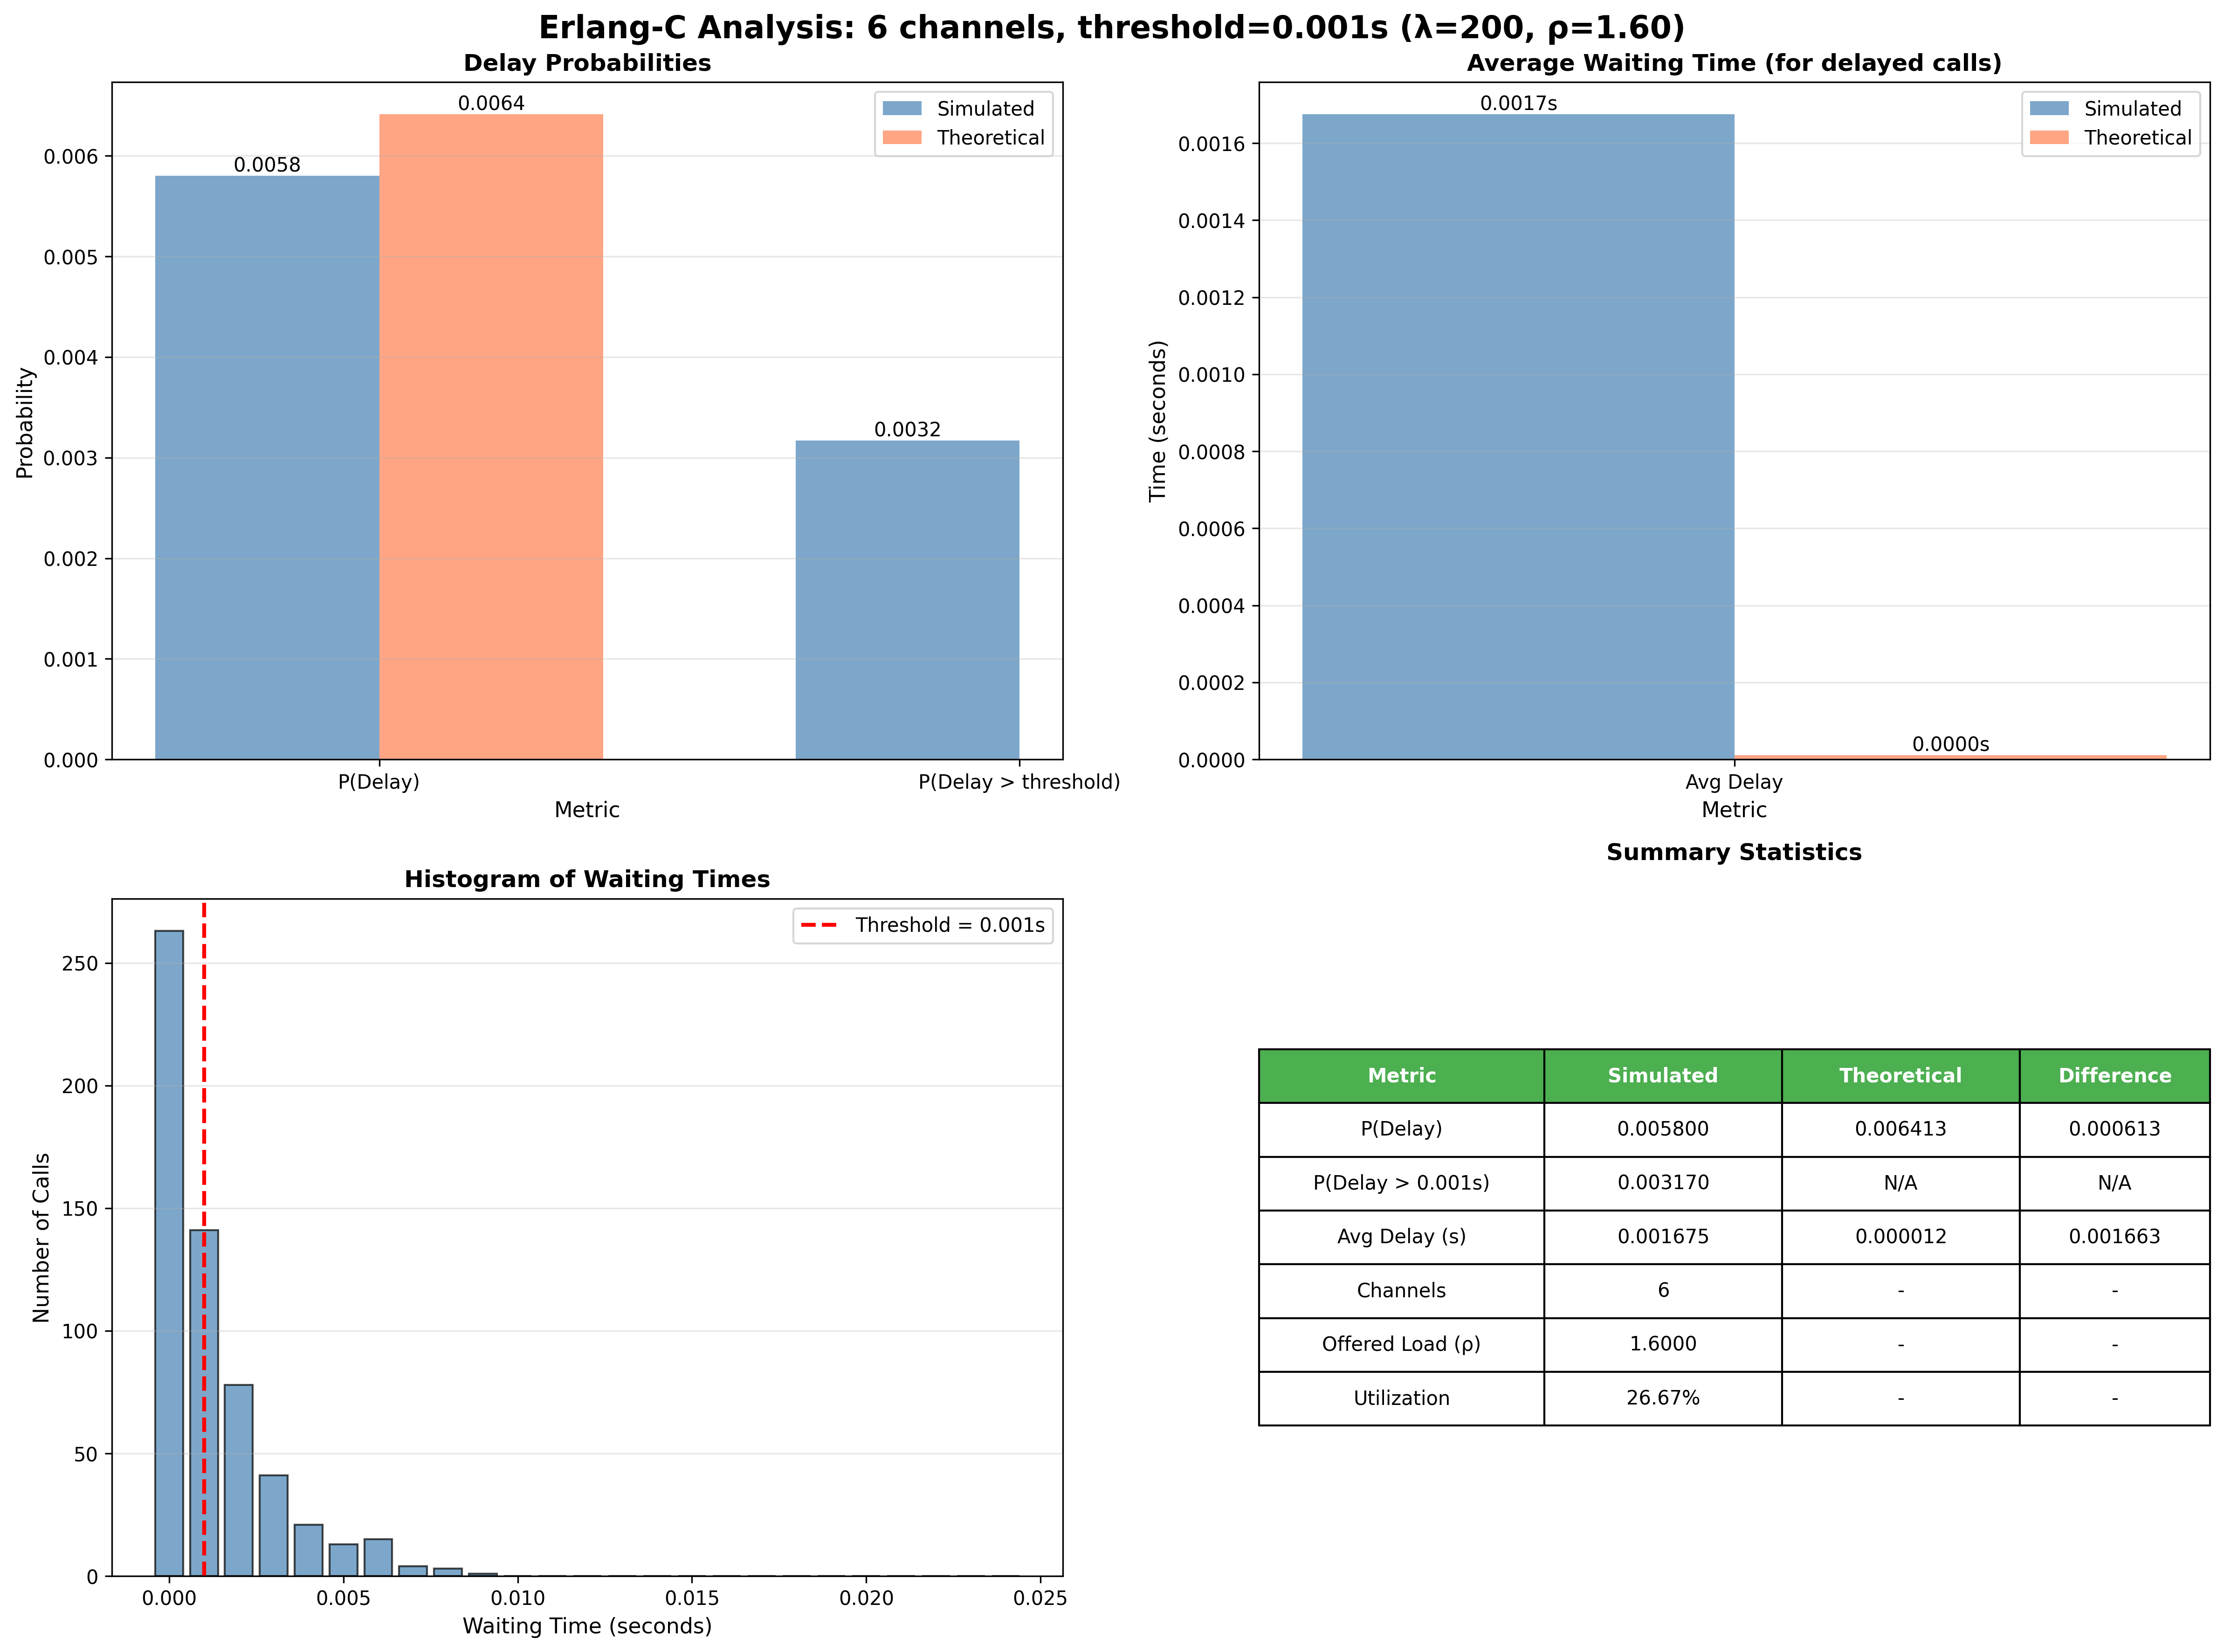 Erlang-C Analysis: 6 channels, threshold=0.001s (λ=200, ρ=1.60)
Delay Probabilities
Simulated
Theoretical
0.0058
0.0064
0.0032
Probability
0.006
0.005
0.004
0.003
0.002
0.001
0.000
P(Delay)
P(Delay > threshold)
Metric
Average Waiting Time (for delayed calls)
Simulated
Theoretical
0.0017s
0.0000s
Time (seconds)
0.0016
0.0014
0.0012
0.0010
0.0008
0.0006
0.0004
0.0002
0.0000
Avg Delay
Metric
Histogram of Waiting Times
Threshold = 0.001s
Number of Calls
250
200
150
100
50
0
0.000 0.005 0.010 0.015 0.020 0.025
Waiting Time (seconds)
Summary Statistics
Metric Simulated Theoretical Difference
P(Delay) 0.005800 0.006413 0.000613
P(Delay > 0.001s) 0.003170 N/A N/A
Avg Delay (s) 0.001675 0.000012 0.001663
Channels 6 - -
Offered Load (ρ) 1.6000 - -
Utilization 26.67% - -